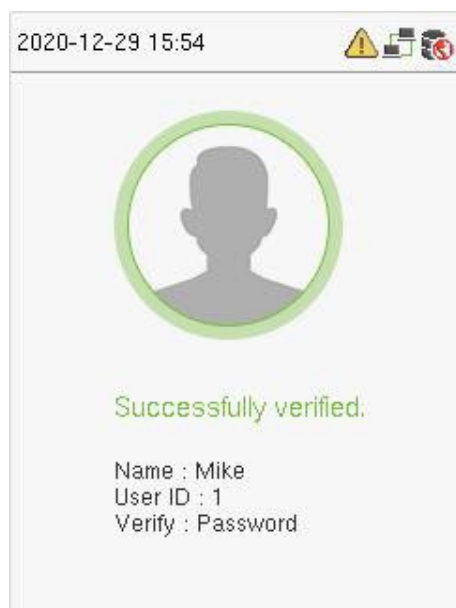 2020-12-29 15:54
Successfully verified.
Name : Mike
User ID : 1
Verify : Password